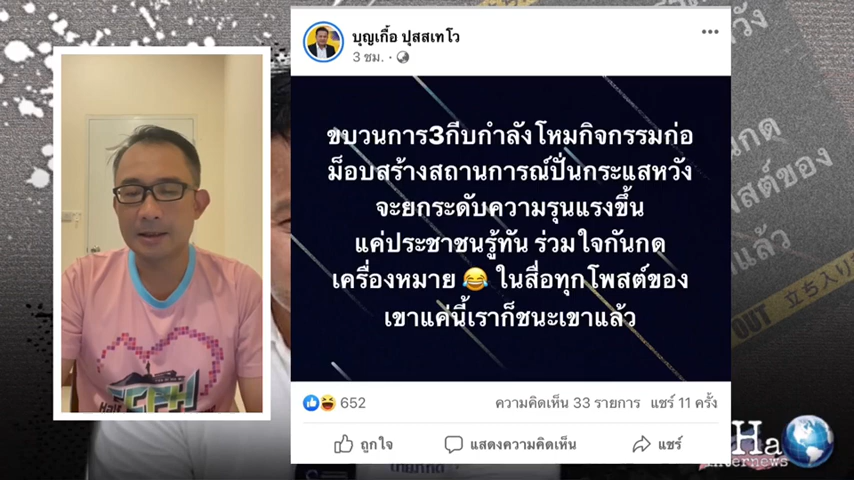 บุญเกื้อ ปุสสเทโว
3 ชม.
ขบวนการ3กีบกำลังโหมกิจกรรมก่อ
ม็อบสร้างสถานการณ์ปั่นกระแสหวัง
จะยกระดับความรุนแรงขึ้น
แค่ประชาชนรู้ทัน ร่วมใจกันกด
เครื่องหมาย 😂 ในสื่อทุกโพสต์ของ
เขาแค่นี้เราก็ชนะเขาแล้ว
652
ความคิดเห็น 33 รายการ แชร์ 11 ครั้ง
ถูกใจ
แสดงความคิดเห็น
แชร์
Half
OUT 立ち入り
Ha
internews